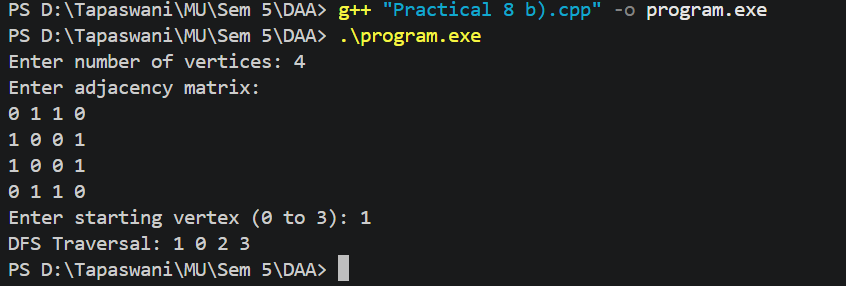 PS D:\Tapaswani\MU\Sem 5\DAA> g++ "Practical 8 b).cpp" -o program.exe
PS D:\Tapaswani\MU\Sem 5\DAA> .\program.exe
Enter number of vertices: 4
Enter adjacency matrix:
0 1 1 0
1 0 0 1
1 0 0 1
0 1 1 0
Enter starting vertex (0 to 3): 1
DFS Traversal: 1 0 2 3
PS D:\Tapaswani\MU\Sem 5\DAA>